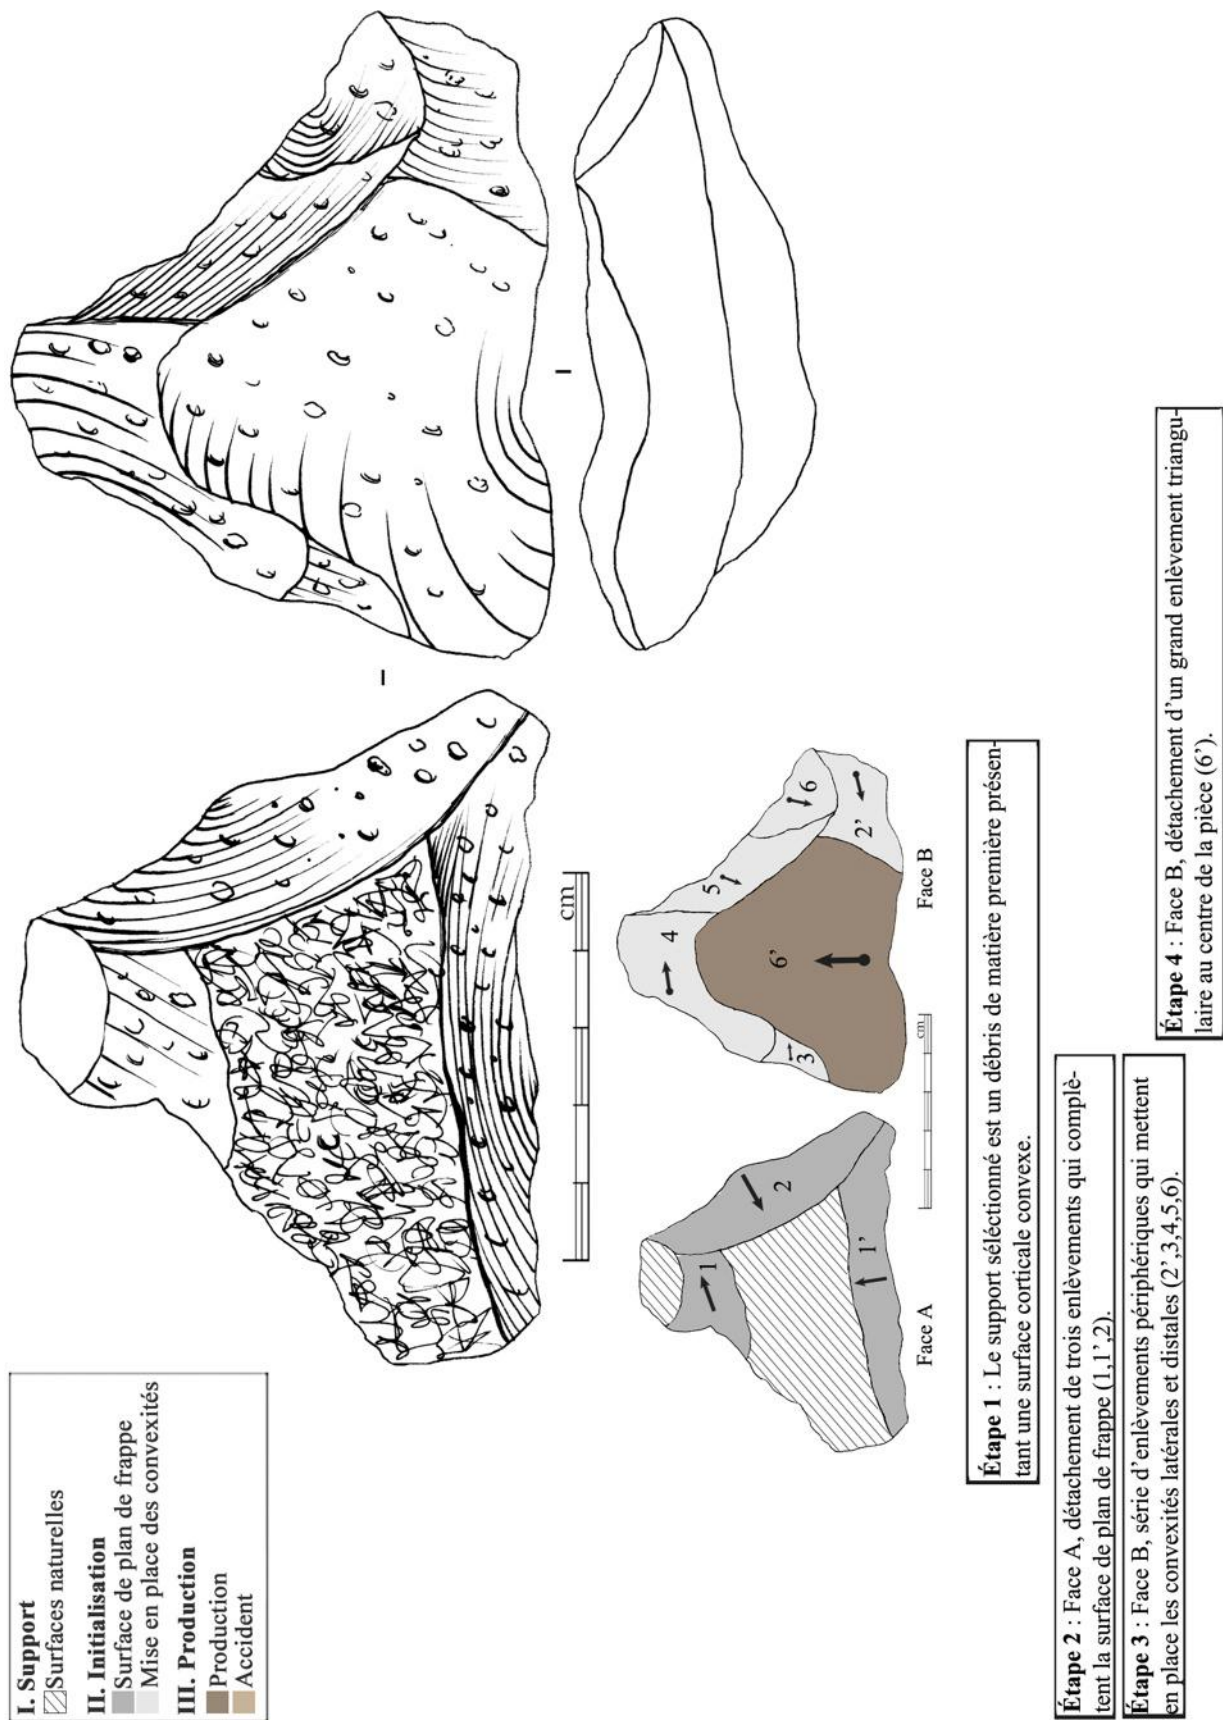 I. Support
Surfaces naturelles
II. Initialisation
Surface de plan de frappe
Mise en place des convexités
III. Production
Production
Accident
cm
1
2
1'
Face A
cm
3
4
5
6
6'
2'
Face B
Étape 1 : Le support séléctionné est un débris de matière première présen-
tant une surface corticale convexe.
Étape 2 : Face A, détachement de trois enlèvements qui complè-
tent la surface de plan de frappe (1,1',2).
Étape 3 : Face B, série d'enlèvements périphériques qui mettent
en place les convexités latérales et distales (2',3,4,5,6).
Étape 4 : Face B, détachement d'un grand enlèvement triangu-
laire au centre de la pièce (6').